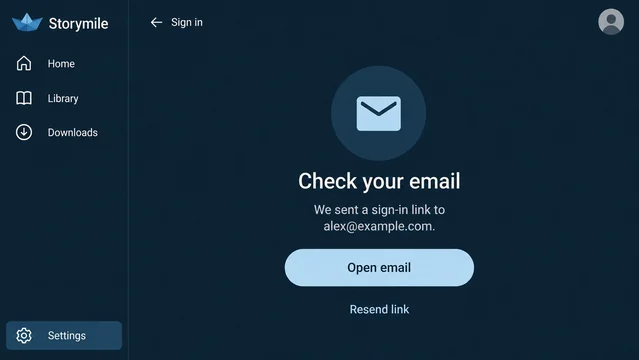 Storymile
Home
Library
Downloads
Settings
Sign in
Check your email
We sent a sign-in link to
alex@example.com.
Open email
Resend link